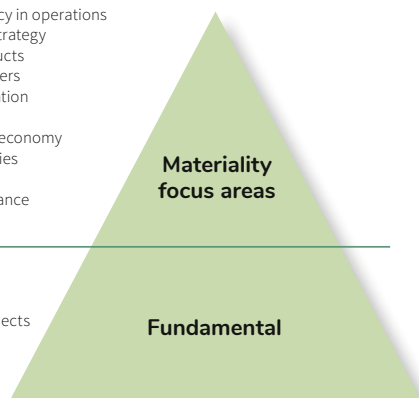 cy in operations
trategy
ucts
ers
tion
economy
ies
ance
Materiality
focus areas
ects
Fundamental